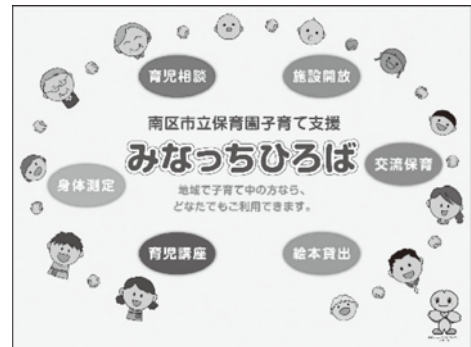 育児相談
施設開放
南区市立保育園子育て支援
みなっちひろば
身体測定
交流保育
地域で子育て中の方なら、
どなたでもご利用できます。
育児講座
絵本貸出